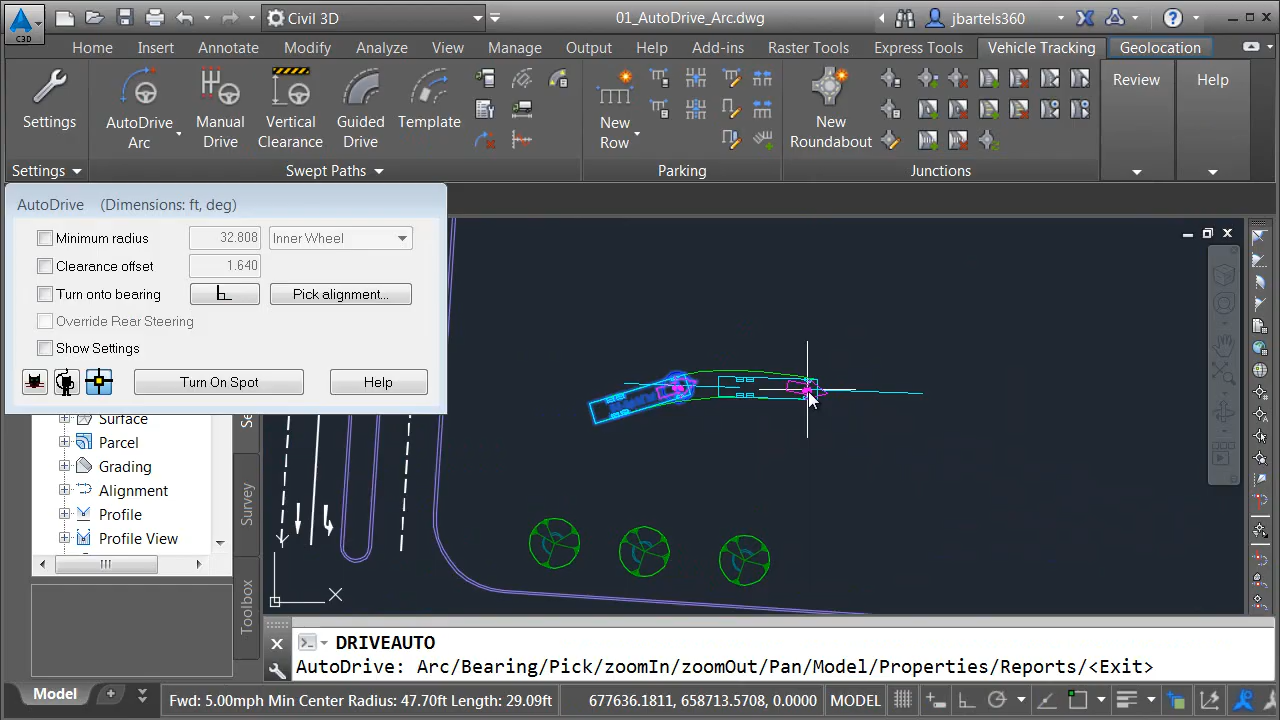 Civil 3D
01_AutoDrive_Arc.dwg
jbartels360
C3D
Home Insert Annotate Modify Analyze View Manage Output Help Add-ins Raster Tools Express Tools Vehicle Tracking Geolocation
Settings
AutoDrive Arc
Manual Drive
Vertical Clearance
Guided Drive
Template
New Row
New Roundabout
Review
Help
Settings
Swept Paths
Parking
Junctions
AutoDrive (Dimensions: ft, deg)
Minimum radius 32.808 Inner Wheel
Clearance offset 1.640
Turn onto bearing Pick alignment...
Override Rear Steering
Show Settings
Turn On Spot Help
Surface
Parcel
Grading
Alignment
Profile
Profile View
Survey
Toolbox
X
DRIVEAUTO
AutoDrive: Arc/Bearing/Pick/zoomIn/zoomOut/Pan/Model/Properties/Reports/<Exit>
Model
Fwd: 5.00mph Min Center Radius: 47.70ft Length: 29.09ft
677636.1811, 658713.5708, 0.0000
MODEL